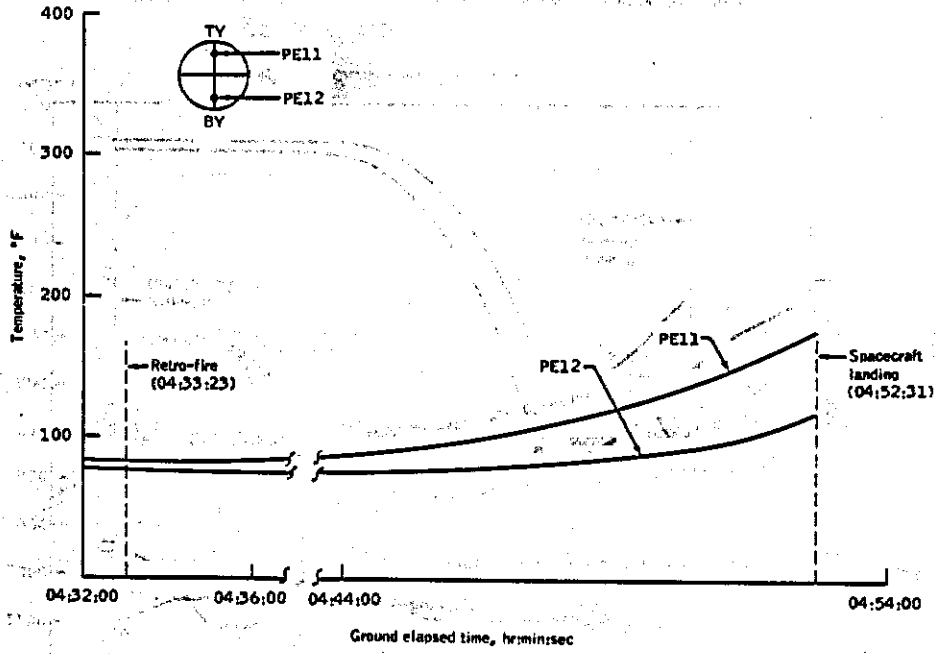 400
300
200
100
Temperature, °F
TY
PE11
PE12
BY
Retro-fire
(04:33:23)
PE12
PE11
Spacecraft
landing
(04:52:31)
04:32:00
04:36:00
04:44:00
04:54:00
Ground elapsed time, hr:min:sec